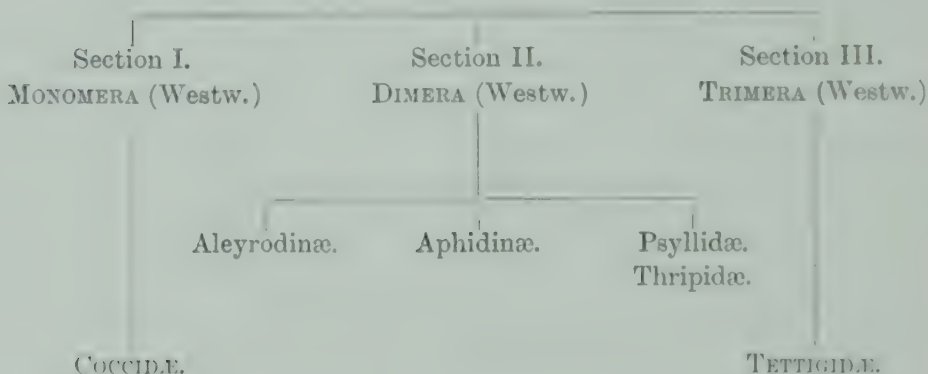 Section I. Section II. Section III.
MONOMERA (Westw.) DIMERA (Westw.) TRIMERA (Westw.)
Aleyrodinæ. Aphidinæ. Psyllidæ.
Thripidæ.
COCCIDÆ. TETTIGIDÆ.